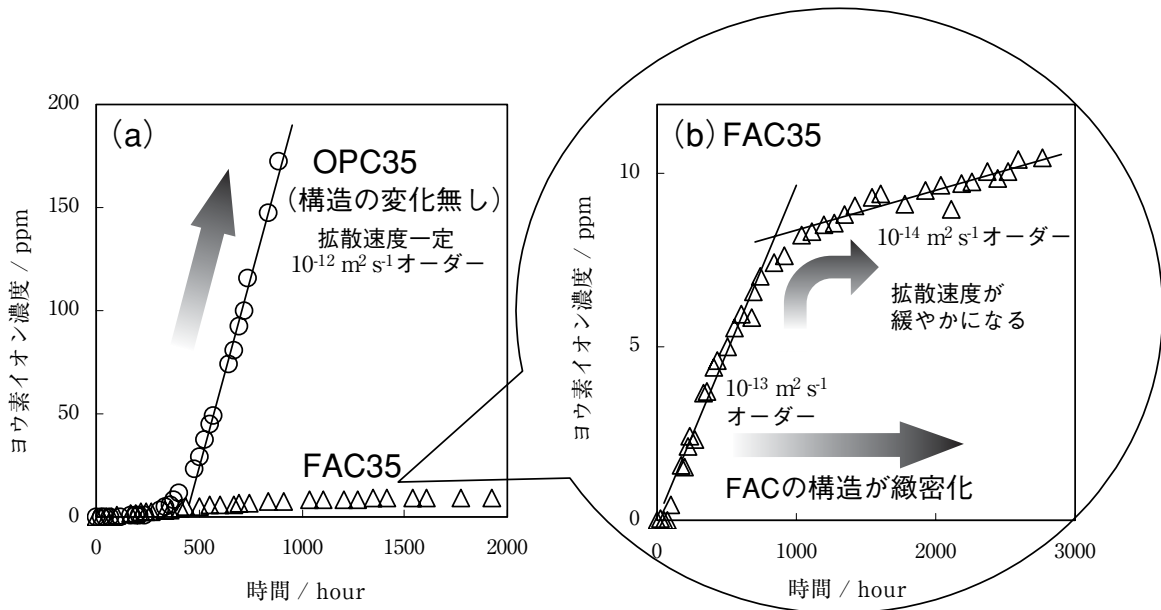 (a)
OPC35
(構造の変化無し)
拡散速度一定
10-12 m2 s-1オーダー
FAC35
ヨウ素イオン濃度 / ppm
200
150
100
50
0
0 500 1000 1500 2000
時間 / hour
(b) FAC35
10-14 m2 s-1オーダー
拡散速度が
緩やかになる
10-13 m2 s-1
オーダー
FACの構造が緻密化
ヨウ素イオン濃度 / ppm
10
5
0
0 1000 2000 3000
時間 / hour